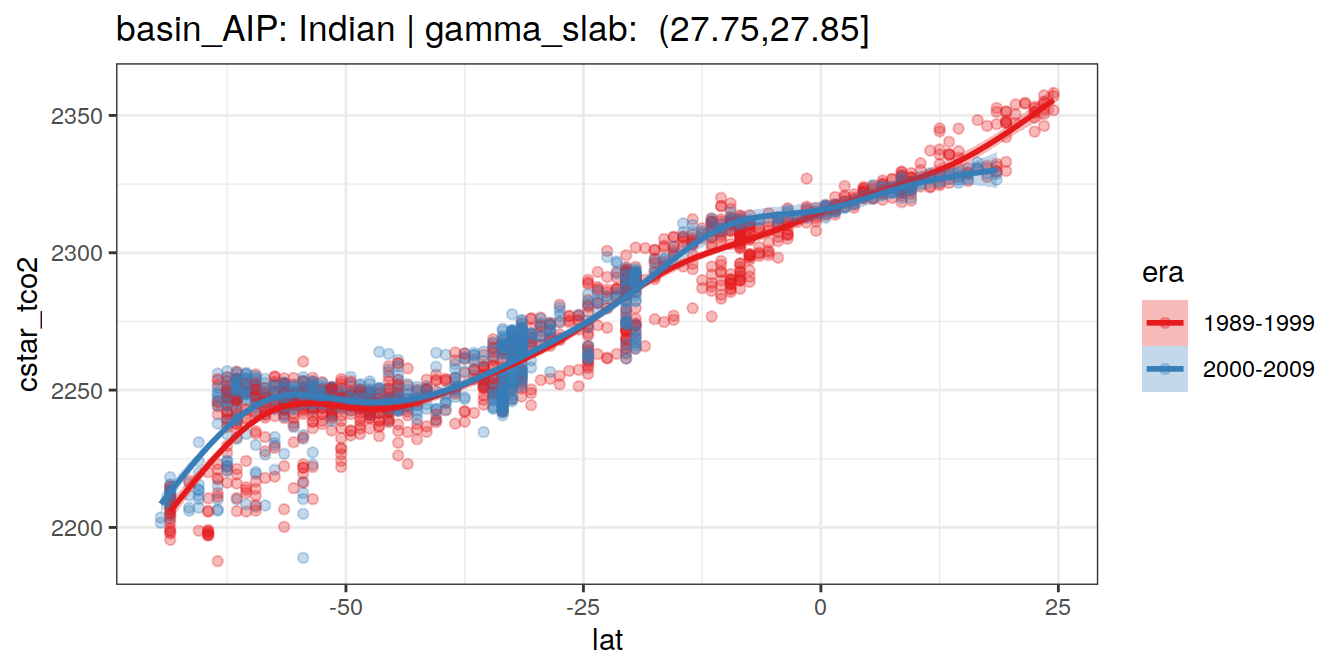 basin_AIP: Indian | gamma_slab:  (27.75,27.85]
2350
2300
2250
2200
cstar_tco2
-50
-25
0
25
lat
era
1989-1999
2000-2009